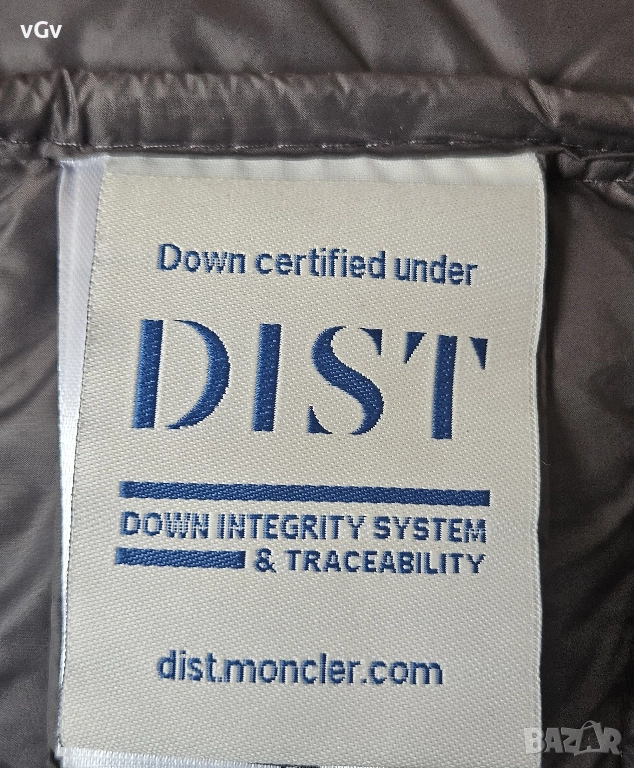 vGv
Down certified under
DIST
DOWN INTEGRITY SYSTEM
& TRACEABILITY
dist.moncler.com
BAZAR